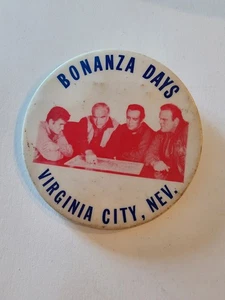 BONANZA DAYS
VIRGINIA CITY, NEV.